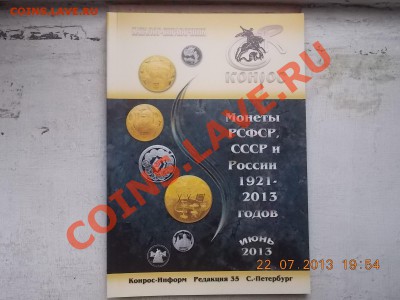 COINS.LAVE.RU
КОНРОС
COINS.LAVE.RU
Монеты
РСФСР,
СССР и
России
1921-
2013
годов
июнь
2013
22 07 2013 19:54
Конрос-Информ Редакция 35 С.-Петербург